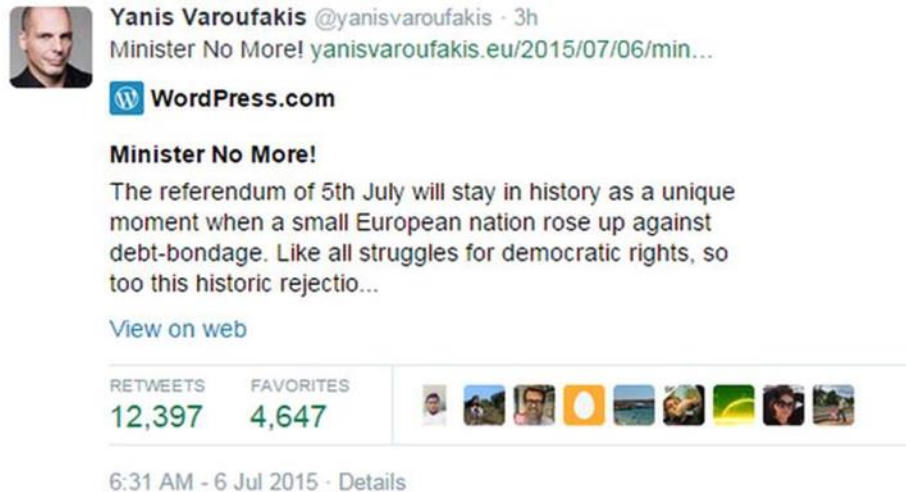 Yanis Varoufakis @yanisvaroufakis · 3h
Minister No More! yanisvaroufakis.eu/2015/07/06/min...
WordPress.com
Minister No More!
The referendum of 5th July will stay in history as a unique
moment when a small European nation rose up against
debt-bondage. Like all struggles for democratic rights, so
too this historic rejectio...
View on web
RETWEETS FAVORITES
12,397 4,647
6:31 AM - 6 Jul 2015 · Details